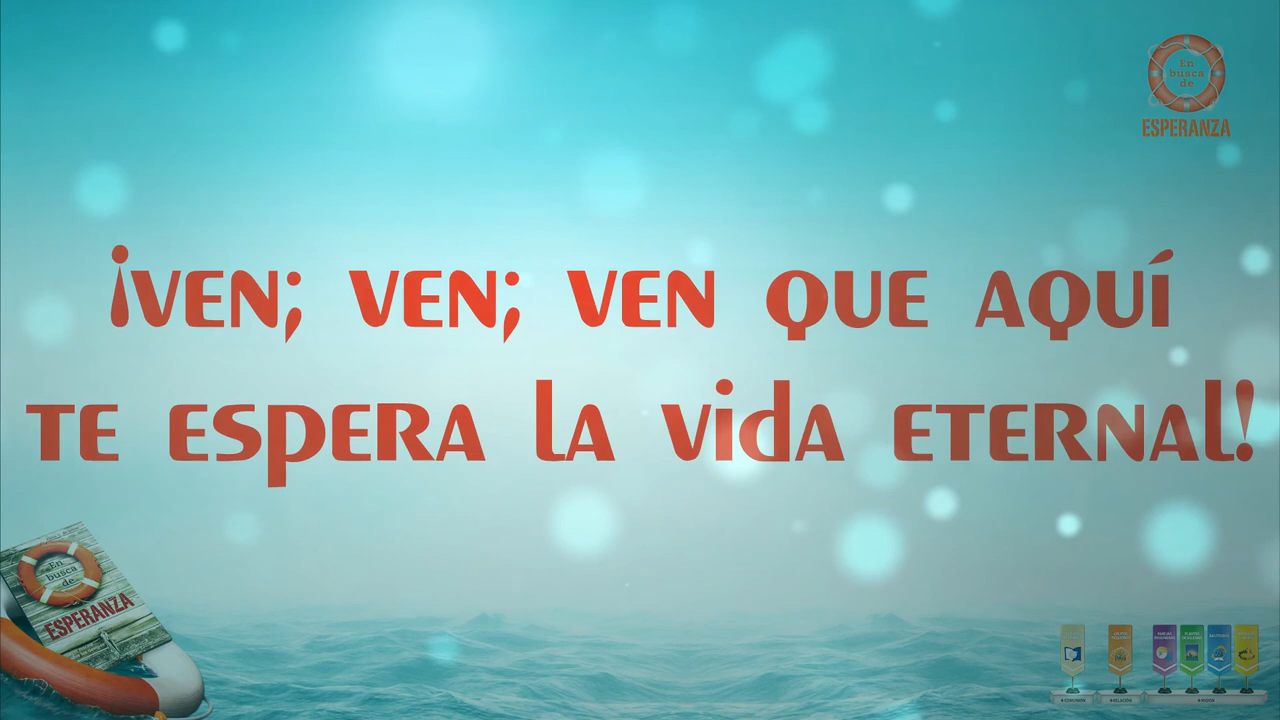 En
busca
de
ESPERANZA
¡VEN; VEN; VEN QUE AQUÍ
TE ESPERA LA VIDA ETERNAL!
En
busca
de
ESPERANZA